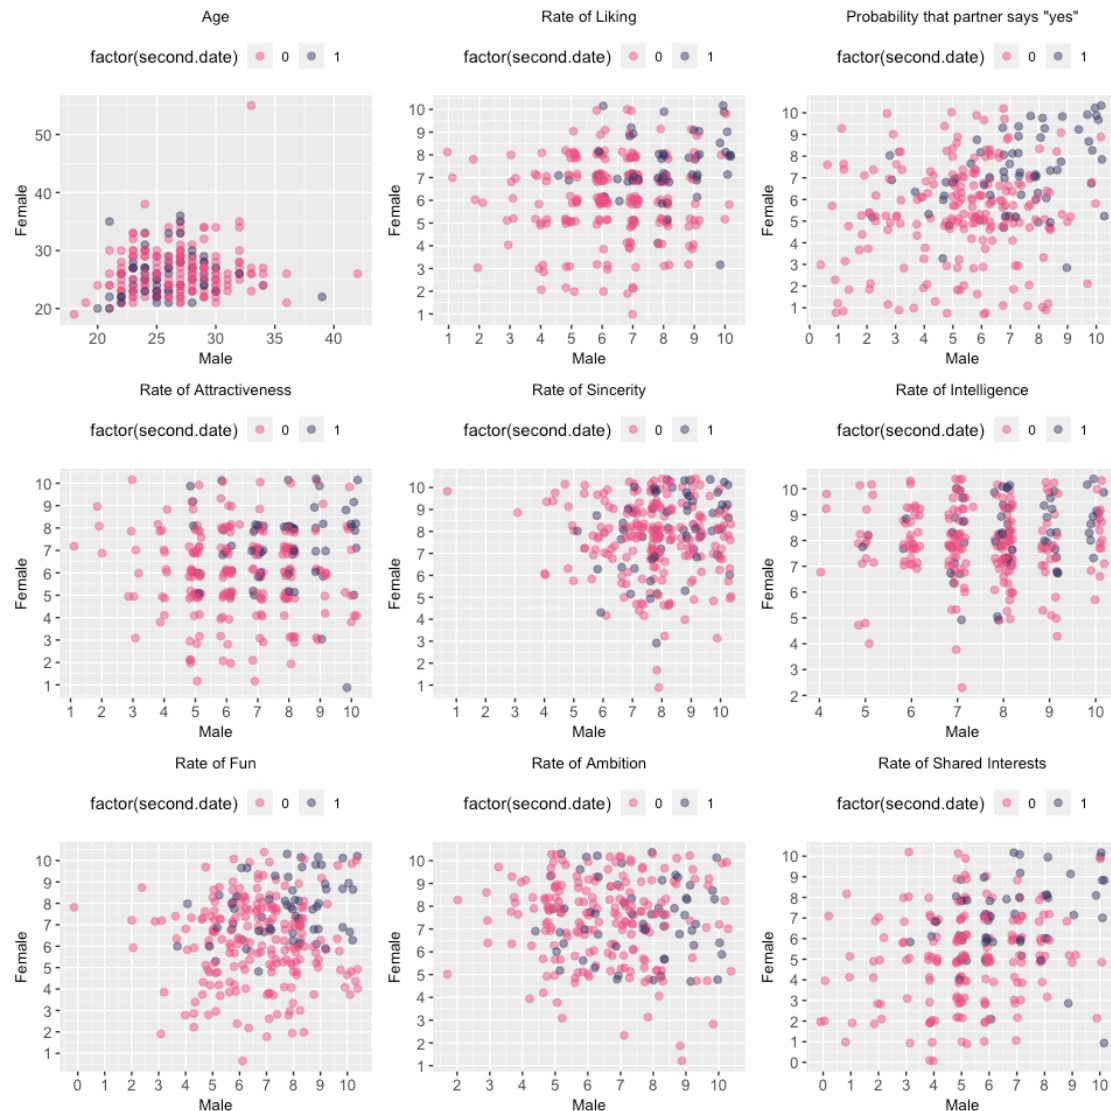 Age
factor(second.date) 0 1
Female
50
40
30
20
20 30 40
Male
Rate of Liking
factor(second.date) 0 1
Female
10
9
8
7
6
5
4
3
2
1
1 2 3 4 5 6 7 8 9 10
Male
Probability that partner says "yes"
factor(second.date) 0 1
Female
10
9
8
7
6
5
4
3
2
1
0 1 2 3 4 5 6 7 8 9 10
Male
Rate of Attractiveness
factor(second.date) 0 1
Female
10
9
8
7
6
5
4
3
2
1
1 2 3 4 5 6 7 8 9 10
Male
Rate of Sincerity
factor(second.date) 0 1
Female
10
9
8
7
6
5
4
3
2
1
1 2 3 4 5 6 7 8 9 10
Male
Rate of Intelligence
factor(second.date) 0 1
Female
10
9
8
7
6
5
4
3
2
4 5 6 7 8 9 10
Male
Rate of Fun
factor(second.date) 0 1
Female
10
9
8
7
6
5
4
3
2
1
0 1 2 3 4 5 6 7 8 9 10
Male
Rate of Ambition
factor(second.date) 0 1
Female
10
9
8
7
6
5
4
3
2
1
2 3 4 5 6 7 8 9 10
Male
Rate of Shared Interests
factor(second.date) 0 1
Female
10
9
8
7
6
5
4
3
2
1
0
0 1 2 3 4 5 6 7 8 9 10
Male